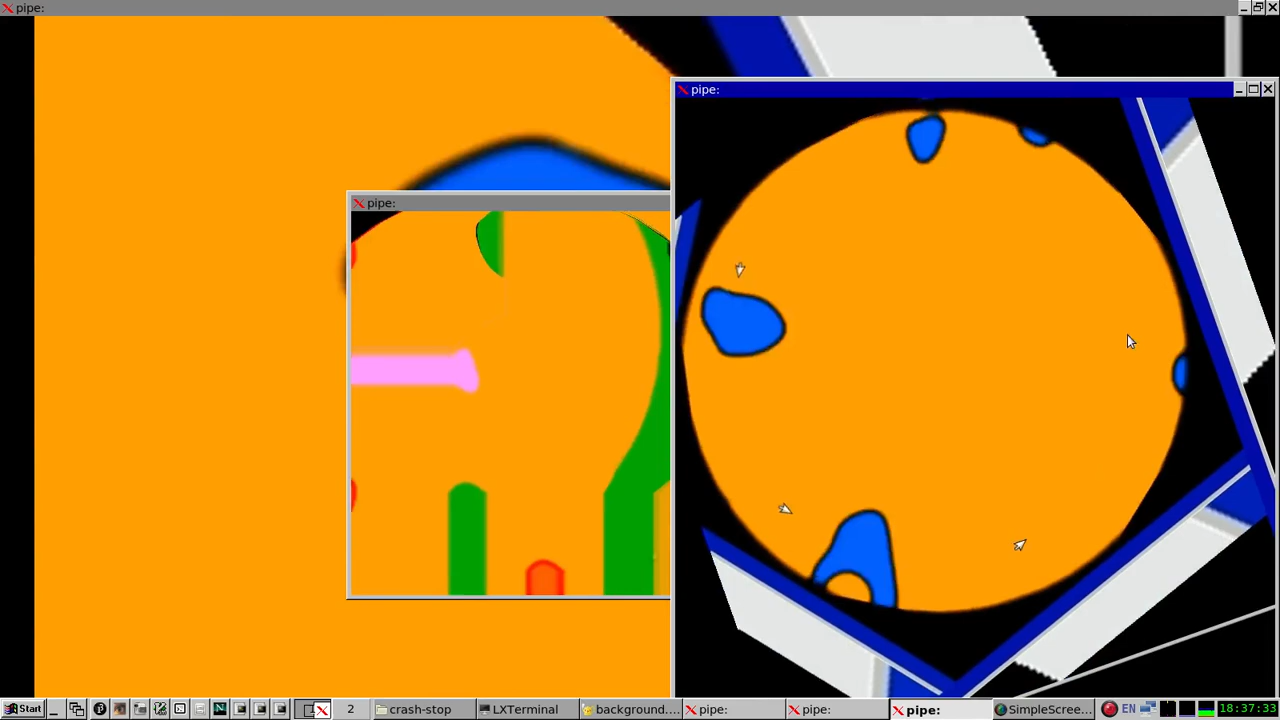 pipe:
pipe:
pipe:
Start
2
crash-stop
LXTerminal
background....
pipe:
pipe:
pipe:
SimpleScree...
EN
18:37:33